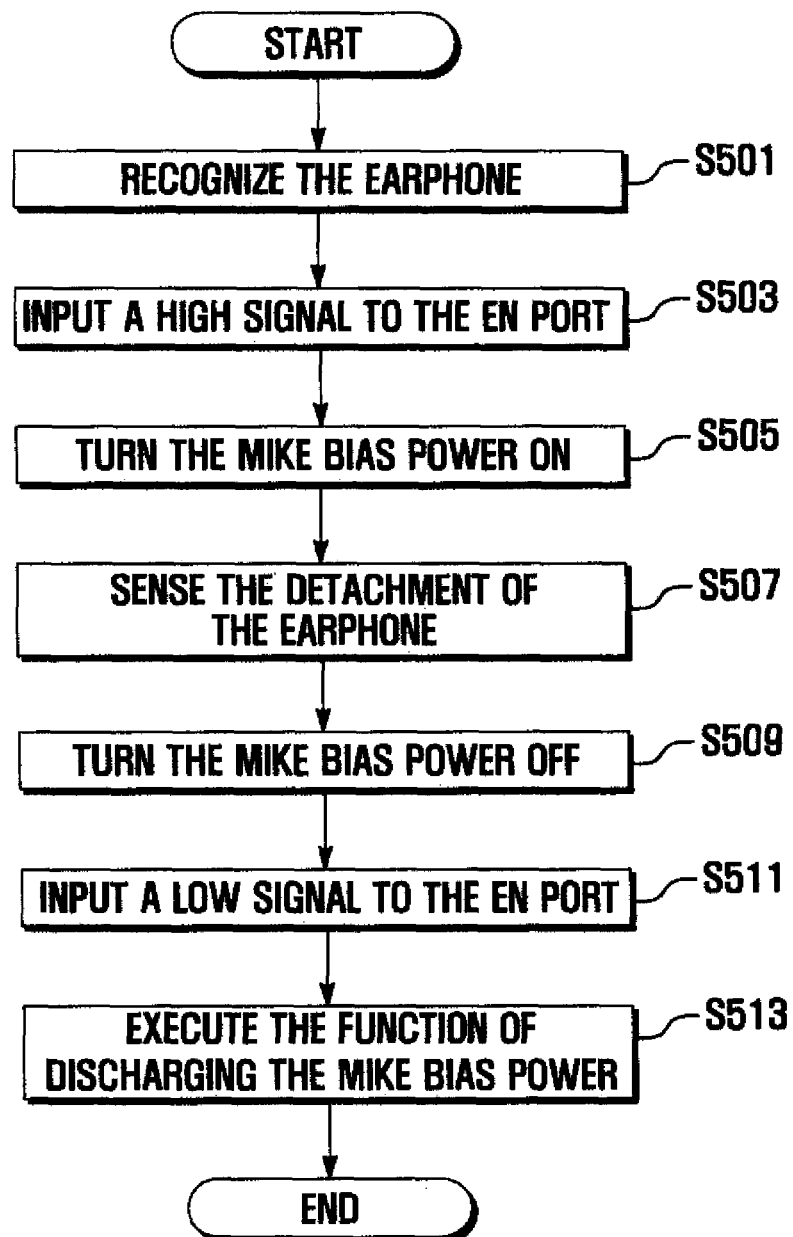 START
RECOGNIZE THE EARPHONE
S501
INPUT A HIGH SIGNAL TO THE EN PORT
S503
TURN THE MIKE BIAS POWER ON
S505
SENSE THE DETACHMENT OF
THE EARPHONE
S507
TURN THE MIKE BIAS POWER OFF
S509
INPUT A LOW SIGNAL TO THE EN PORT
S511
EXECUTE THE FUNCTION OF
DISCHARGING THE MIKE BIAS POWER
S513
END